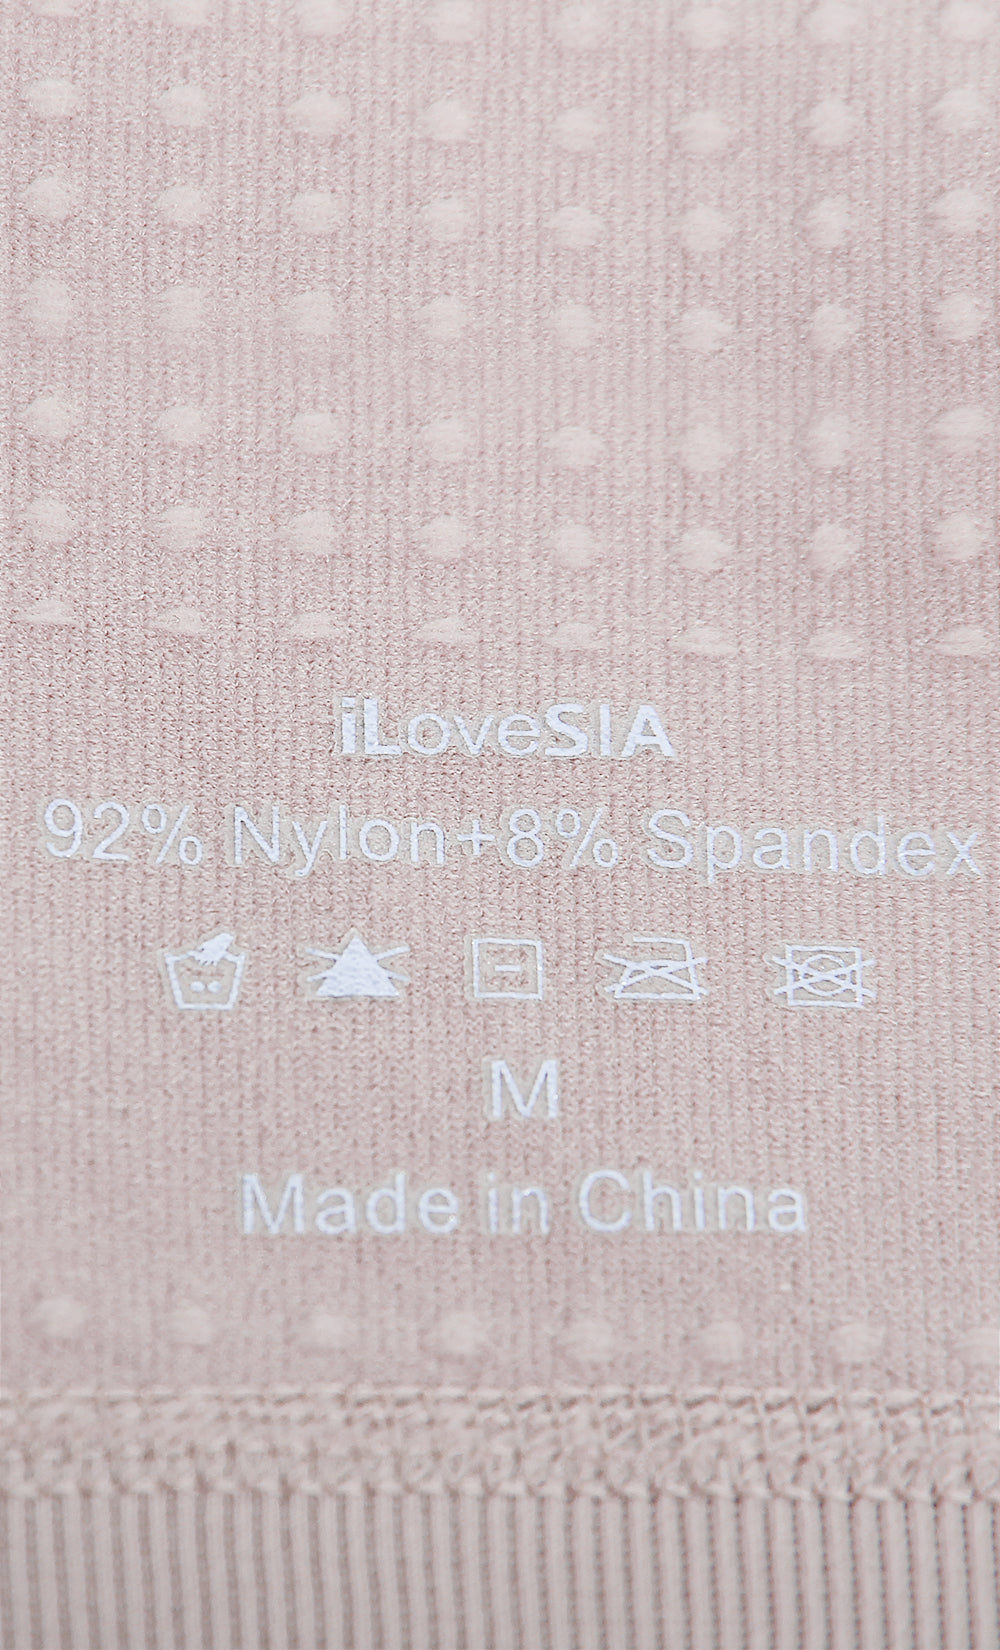 iLoveSIA
92% Nylon+8% Spandex
M
Made in China